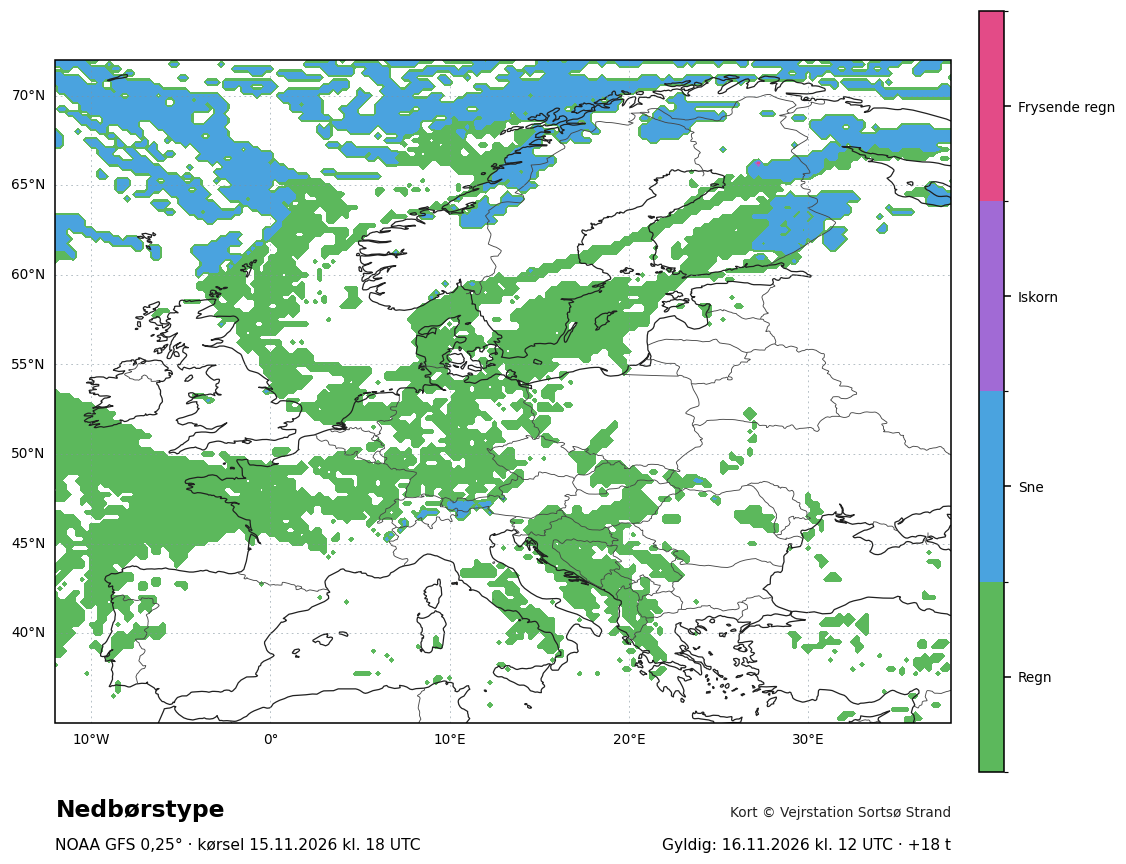 Frysende regn
Iskorn
Sne
Regn
70°N
65°N
60°N
55°N
50°N
45°N
40°N
10°W
0°
10°E
20°E
30°E
Nedbørstype
Kort © Vejrstation Sortsø Strand
NOAA GFS 0,25° · kørsel 15.11.2026 kl. 18 UTC
Gyldig: 16.11.2026 kl. 12 UTC · +18 t